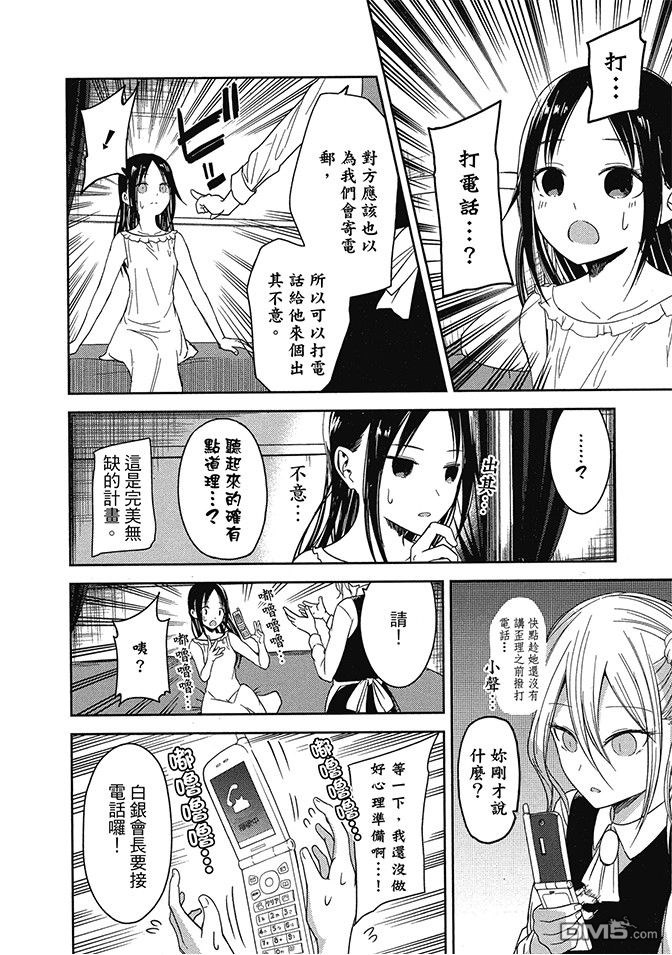 打…
打電話…？
對方應該也以
為我們會寄電
郵，
所以可以打電
話給他來個出
其不意。
！
……？
出其…
不意…
聽起來的確有
點道理…？
這是完美無
缺的計畫。
快點趁她還沒有
講歪理之前撥打
電話…
小聲…
妳剛才說
什麼？
請！
嘟嚕嚕嚕…
嘟嚕嚕嚕…
咦？
等一下，我還沒做
好心理準備啊…！
嘟嚕嚕嚕嚕…
嘟嚕嚕嚕嚕…
白銀會長要接
電話囉！
DM5.com